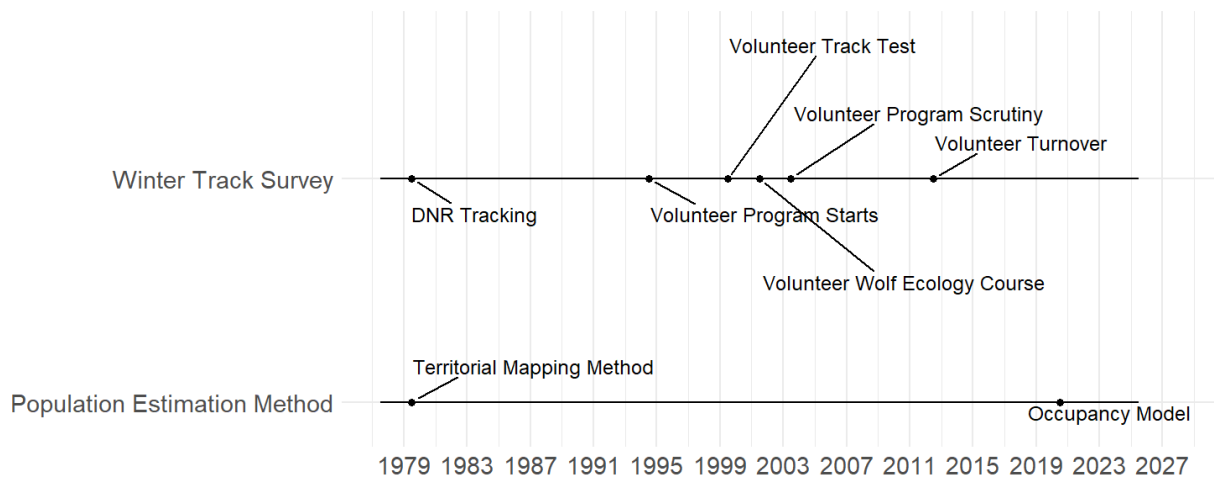 Volunteer Track Test
Volunteer Program Scrutiny
Volunteer Turnover
Winter Track Survey
DNR Tracking
Volunteer Program Starts
Volunteer Wolf Ecology Course
Territorial Mapping Method
Population Estimation Method
Occupancy Model
1979 1983 1987 1991 1995 1999 2003 2007 2011 2015 2019 2023 2027